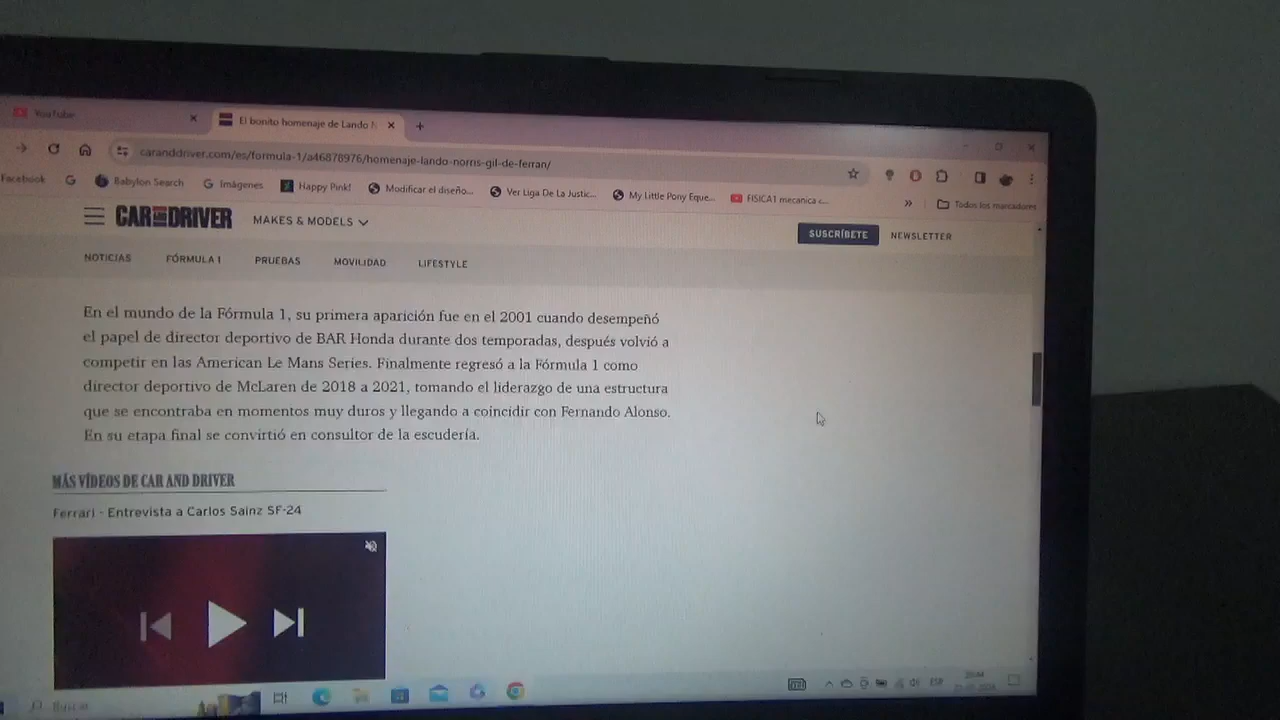 YouTube
El bonito homenaje de Lando N
caranddriver.com/es/formula-1/a46878976/homenaje-lando-norris-gil-de-ferran/
Facebook
Babylon Search
Imágenes
Happy Pink!
Modificar el diseño...
Ver Liga De La Justic...
My Little Pony Eque...
FISICA1 mecanica c...
Todos los marcadores
CAR AND DRIVER
MAKES & MODELS
SUSCRÍBETE
NEWSLETTER
NOTICIAS
FÓRMULA 1
PRUEBAS
MOVILIDAD
LIFESTYLE
En el mundo de la Fórmula 1, su primera aparición fue en el 2001 cuando desempeñó
el papel de director deportivo de BAR Honda durante dos temporadas, después volvió a
competir en las American Le Mans Series. Finalmente regresó a la Fórmula 1 como
director deportivo de McLaren de 2018 a 2021, tomando el liderazgo de una estructura
que se encontraba en momentos muy duros y llegando a coincidir con Fernando Alonso.
En su etapa final se convirtió en consultor de la escudería.
MÁS VÍDEOS DE CAR AND DRIVER
Ferrari - Entrevista a Carlos Sainz SF-24
Buscar
ESP